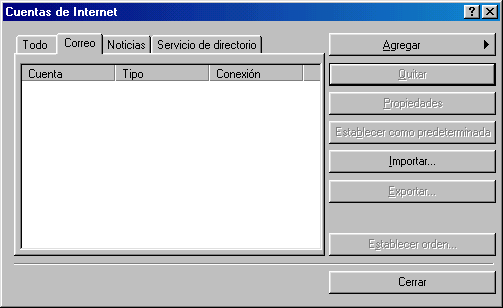 Cuentas de Internet
Todo Correo Noticias Servicio de directorio
Cuenta Tipo Conexión
Agregar
Quitar
Propiedades
Establecer como predeterminada
Importar...
Exportar...
Establecer orden...
Cerrar